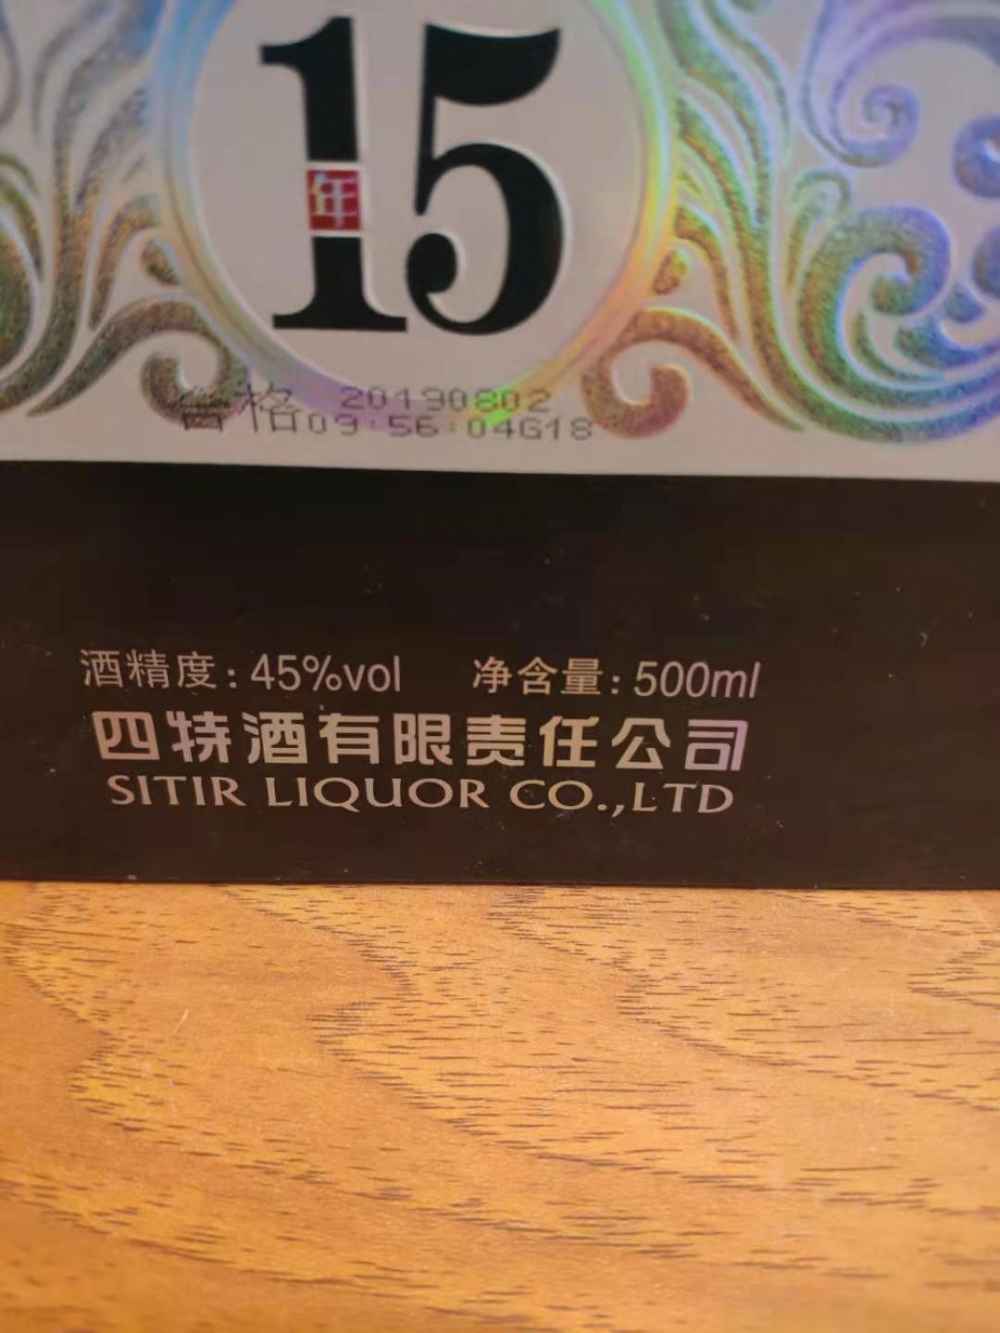 15
年
合格 20190802
09:56:04G18
酒精度:45%vol 净含量:500ml
四特酒有限责任公司
SITIR LIQUOR CO.,LTD